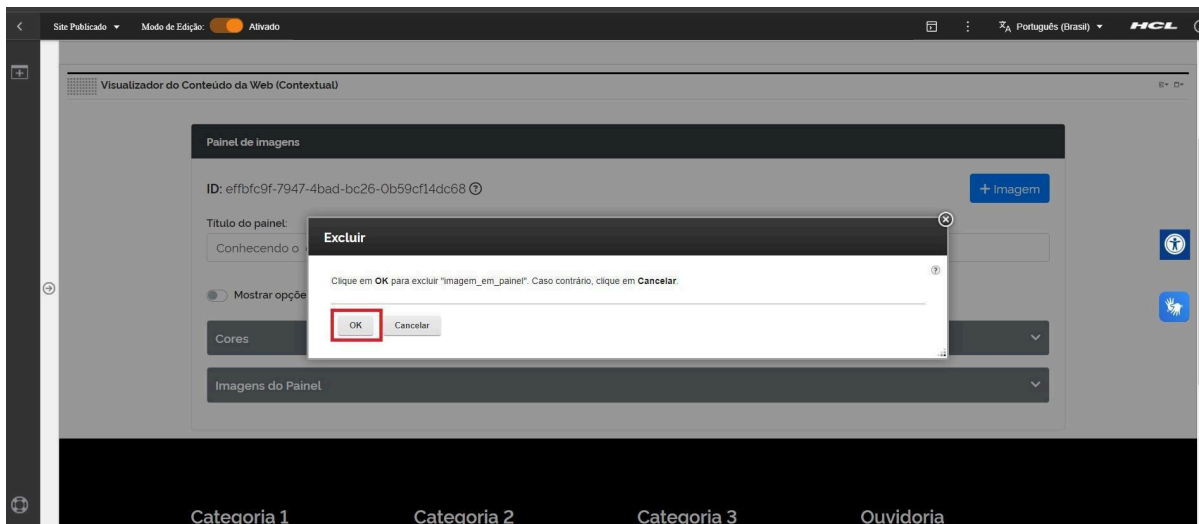 Site Publicado Modo de Edição: Ativado Português (Brasil) HCL
Visualizador do Conteúdo da Web (Contextual)
Painel de imagens
ID: effbfc9f-7947-4bad-bc26-0b59cf14dc68
+ Imagem
Título do painel:
Conhecendo o
Excluir
Clique em OK para excluir "imagem_em_painel". Caso contrário, clique em Cancelar.
Mostrar opçõe
OK Cancelar
Cores
Imagens do Painel
Categoria 1 Categoria 2 Categoria 3 Ouvidoria